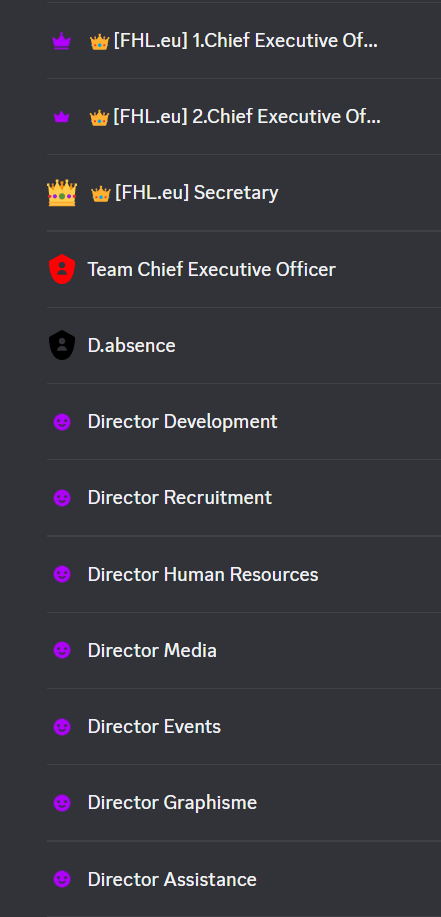 [FHL.eu] 1.Chief Executive Of...
[FHL.eu] 2.Chief Executive Of...
[FHL.eu] Secretary
Team Chief Executive Officer
D.absence
Director Development
Director Recruitment
Director Human Resources
Director Media
Director Events
Director Graphisme
Director Assistance